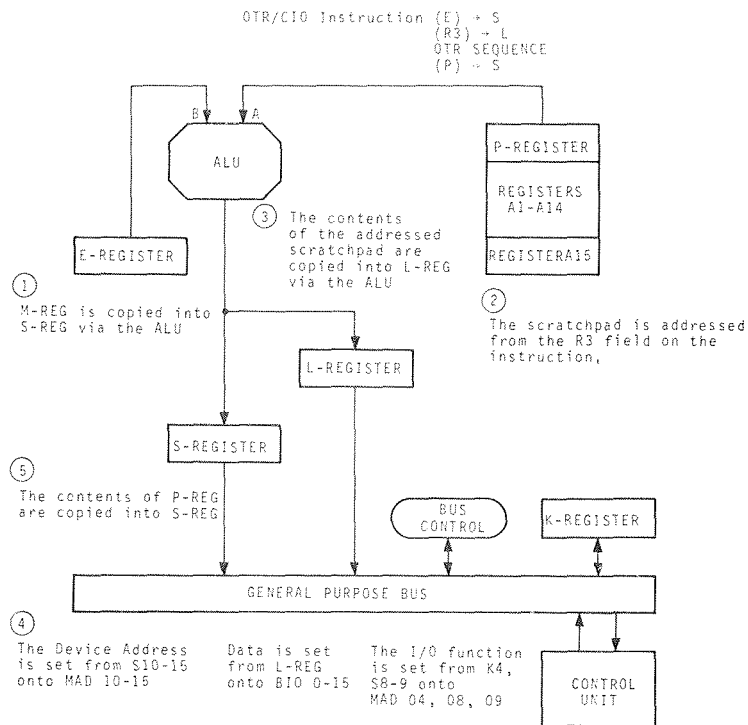 OTR/CIO Instruction (E) → S
(R3) → L
OTR SEQUENCE
(P) → S
B
A
ALU
P-REGISTER
REGISTERS
A1-A14
REGISTERA15
E-REGISTER
3
The contents
of the addressed
scratchpad are
copied into L-REG
via the ALU
1
M-REG is copied into
S-REG via the ALU
2
The scratchpad is addressed
from the R3 field on the
instruction.
L-REGISTER
S-REGISTER
5
The contents of P-REG
are copied into S-REG
BUS
CONTROL
K-REGISTER
GENERAL PURPOSE BUS
4
The Device Address
is set from S10-15
onto MAD 10-15
Data is set
from L-REG
onto BIO 0-15
The I/O function
is set from K4,
S8-9 onto
MAD 04, 08, 09
CONTROL
UNIT